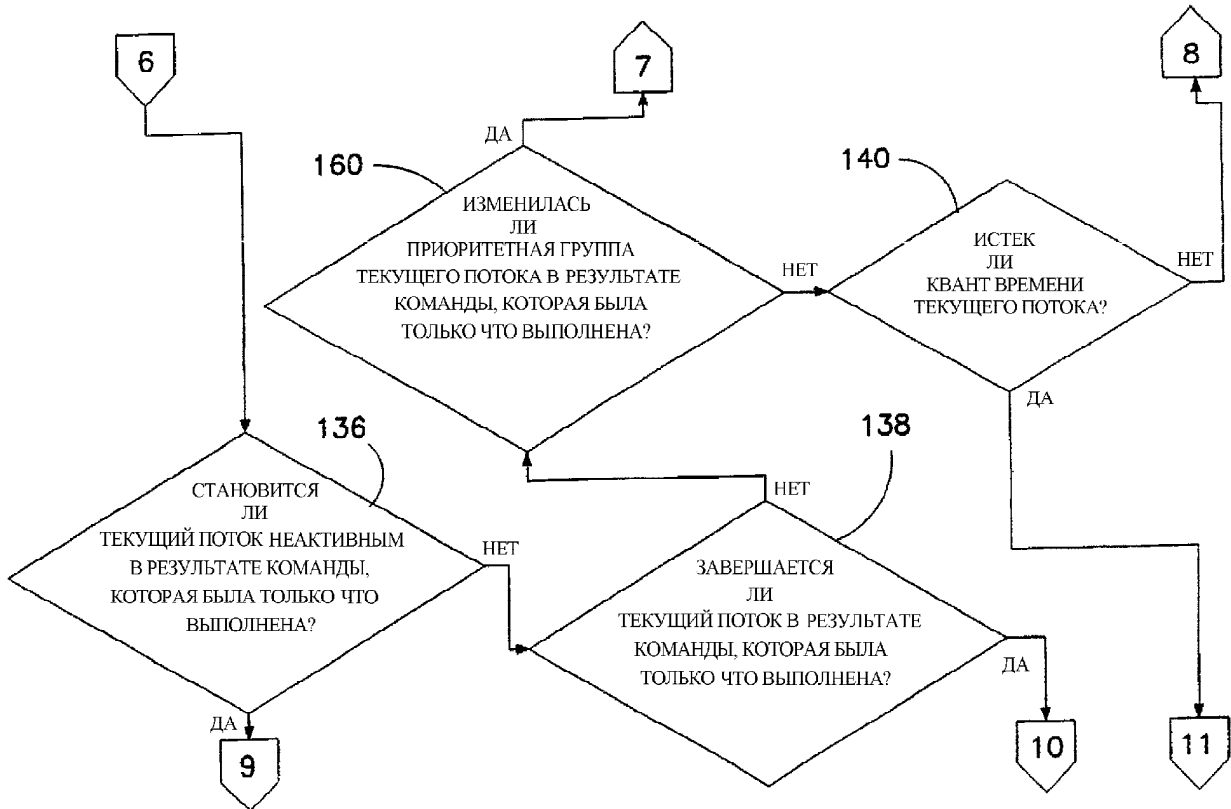 6
7
8
ДА
160
ИЗМЕНИЛАСЬ
ЛИ
ПРИОРИТЕТНАЯ ГРУППА
ТЕКУЩЕГО ПОТОКА В РЕЗУЛЬТАТЕ
КОМАНДЫ, КОТОРАЯ БЫЛА
ТОЛЬКО ЧТО ВЫПОЛНЕНА?
НЕТ
140
ИСТЕК
ЛИ
КВАНТ ВРЕМЕНИ
ТЕКУЩЕГО ПОТОКА?
НЕТ
ДА
136
СТАНОВИТСЯ
ЛИ
ТЕКУЩИЙ ПОТОК НЕАКТИВНЫМ
В РЕЗУЛЬТАТЕ КОМАНДЫ,
КОТОРАЯ БЫЛА ТОЛЬКО ЧТО
ВЫПОЛНЕНА?
НЕТ
ДА
9
138
НЕТ
ЗАВЕРШАЕТСЯ
ЛИ
ТЕКУЩИЙ ПОТОК В РЕЗУЛЬТАТЕ
КОМАНДЫ, КОТОРАЯ БЫЛА
ТОЛЬКО ЧТО ВЫПОЛНЕНА?
ДА
10
11